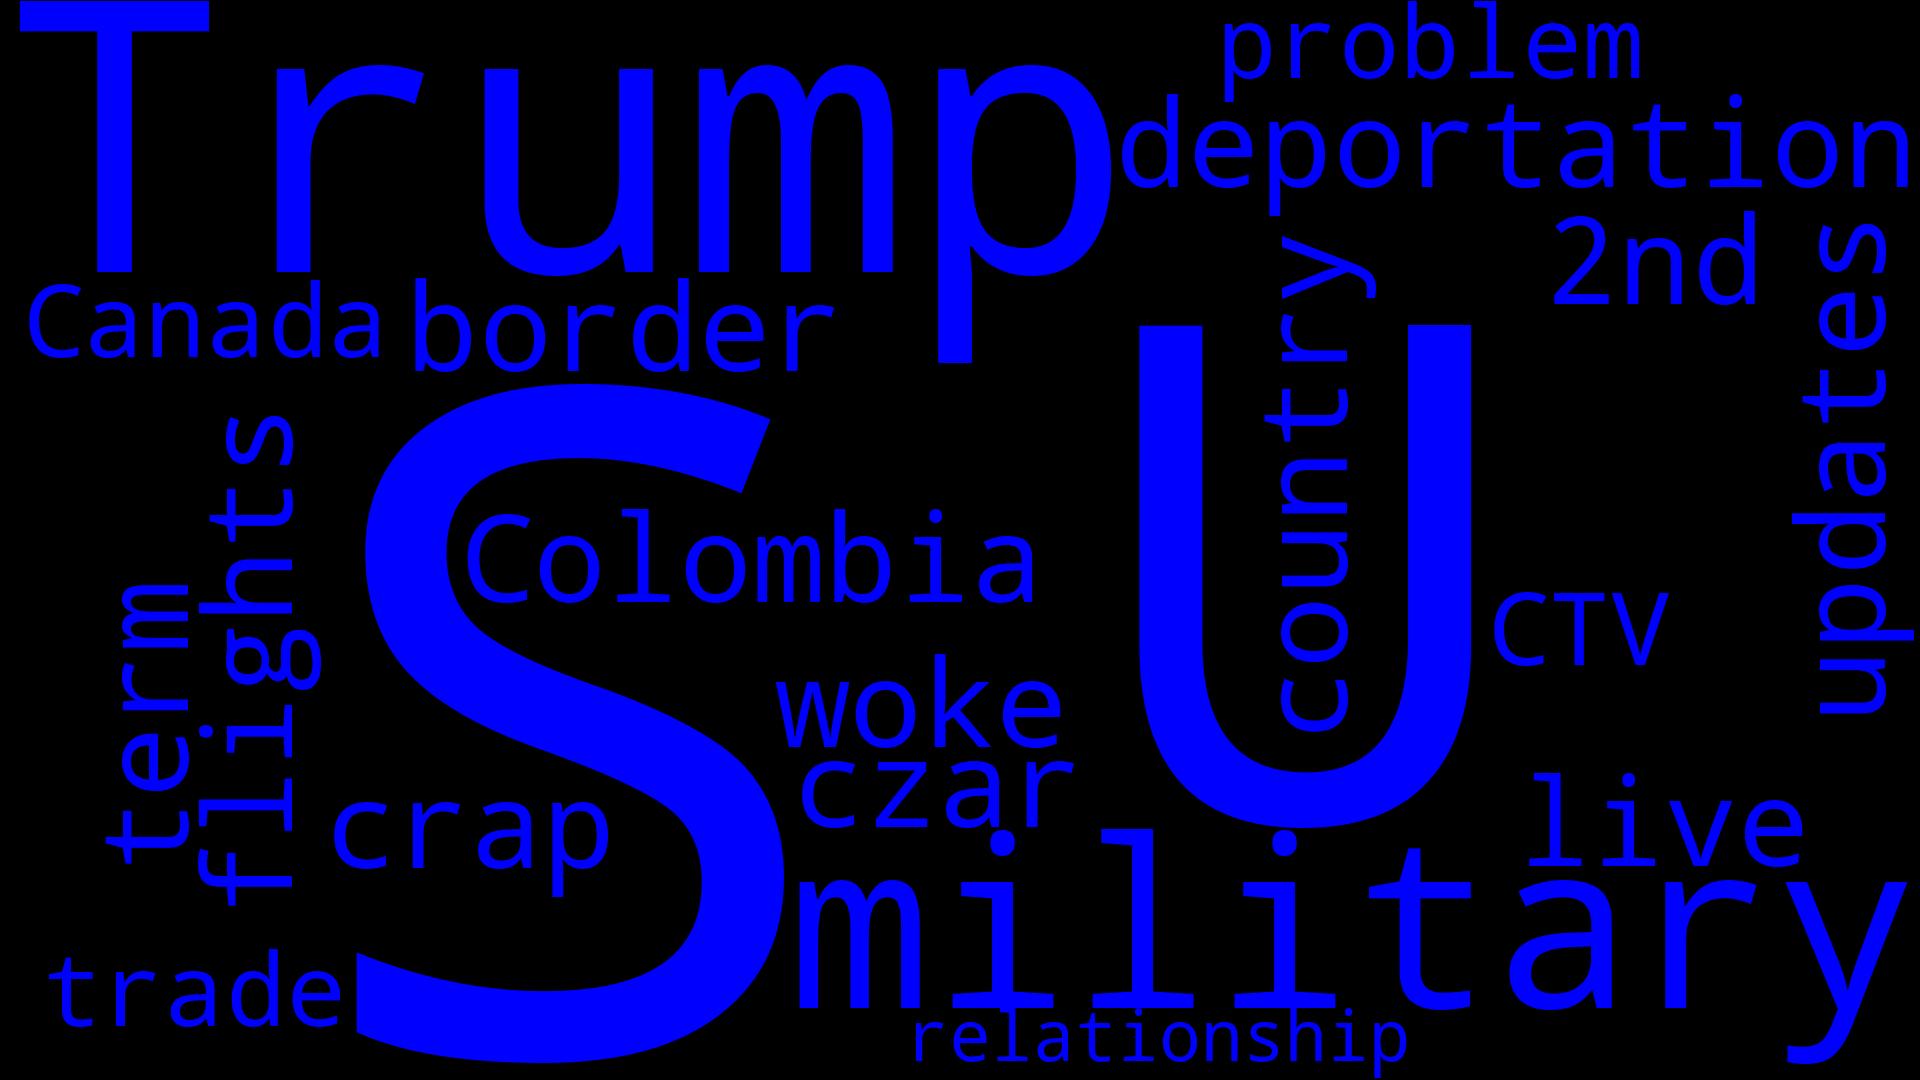 Trump
problem
deportation
2nd
updates
country
Canada
border
S
U
flights
term
Colombia
CTV
woke
czar
crap
live
military
trade
relationship